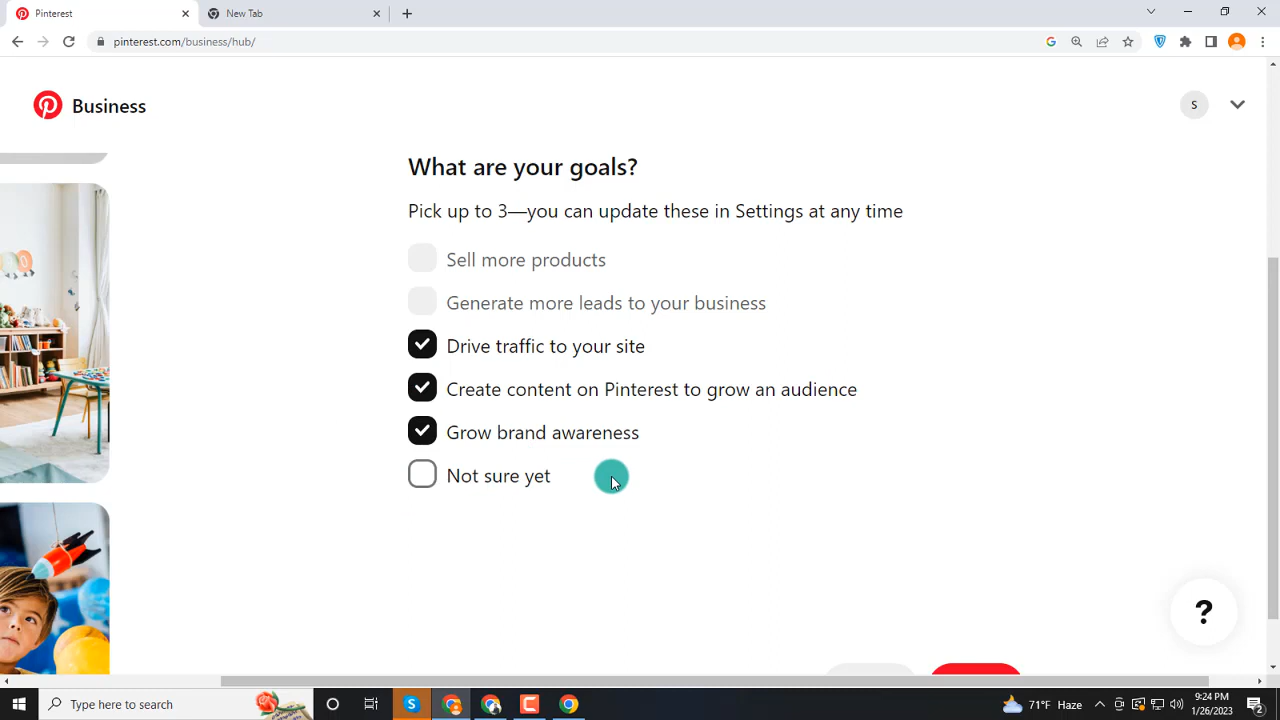 Pinterest
New Tab
pinterest.com/business/hub/
Business
S
What are your goals?
Pick up to 3—you can update these in Settings at any time
Sell more products
Generate more leads to your business
Drive traffic to your site
Create content on Pinterest to grow an audience
Grow brand awareness
Not sure yet
?
Type here to search
71°F Haze
9:24 PM
1/26/2023
2